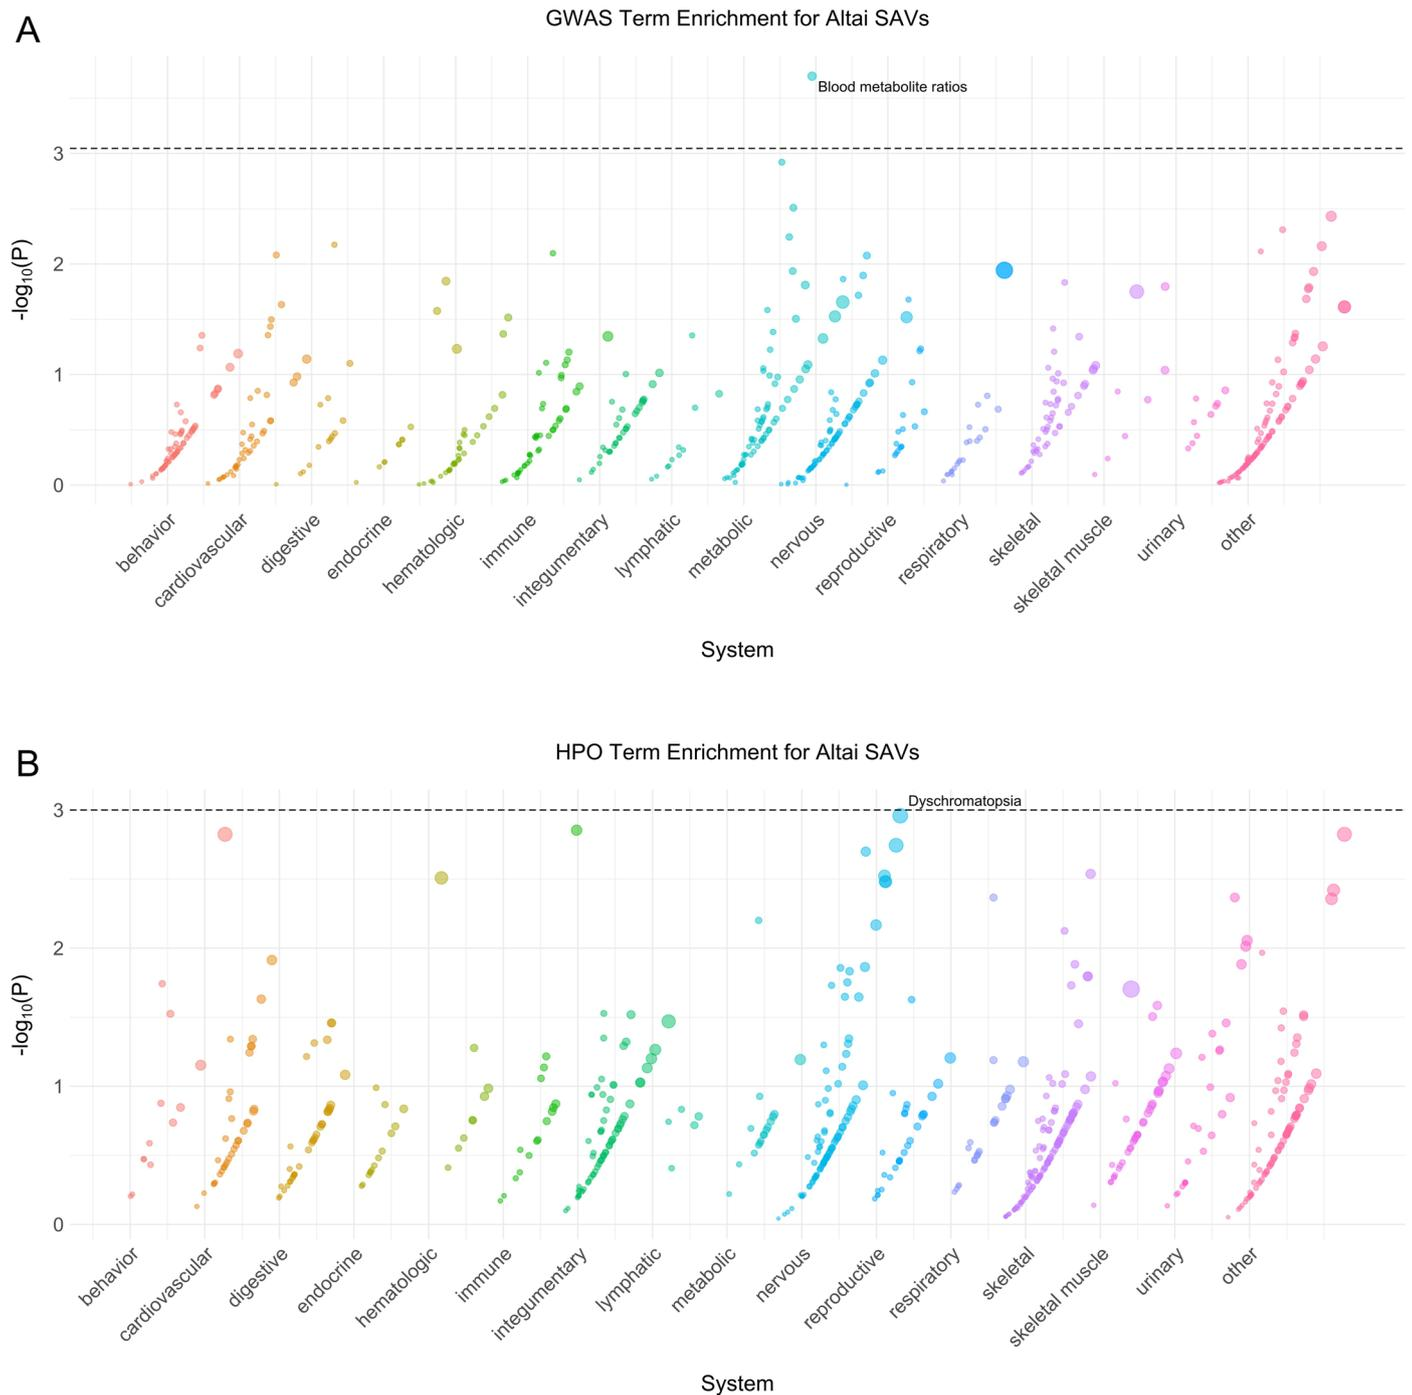 A
GWAS Term Enrichment for Altai SAVs
Blood metabolite ratios
3
2
1
0
-log10(P)
behavior
cardiovascular
digestive
endocrine
hematologic
immune
integumentary
lymphatic
metabolic
nervous
reproductive
respiratory
skeletal
skeletal muscle
urinary
other
System
B
HPO Term Enrichment for Altai SAVs
Dyschromatopsia
3
2
1
0
-log10(P)
behavior
cardiovascular
digestive
endocrine
hematologic
immune
integumentary
lymphatic
metabolic
nervous
reproductive
respiratory
skeletal
skeletal muscle
urinary
other
System